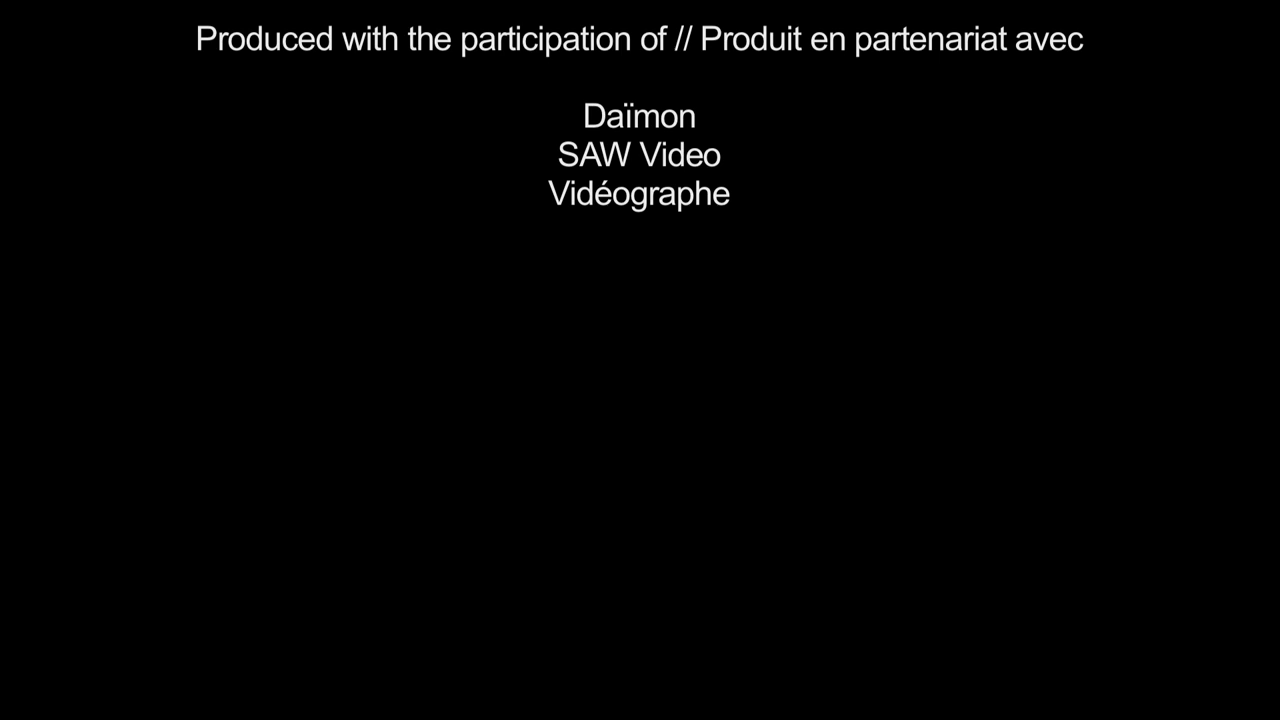 Produced with the participation of // Produit en partenariat avec
Daïmon
SAW Video
Vidéographe